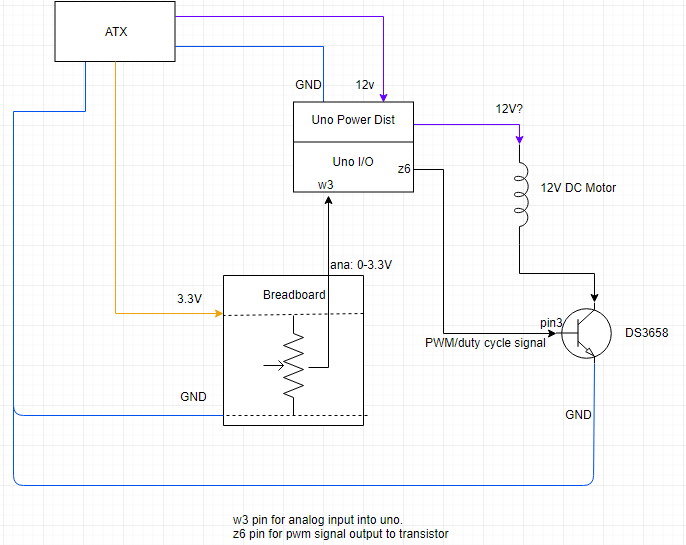 ATX
GND
12v
Uno Power Dist
12V?
Uno I/O
z6
w3
12V DC Motor
ana: 0-3.3V
Breadboard
3.3V
pin3
DS3658
PWM/duty cycle signal
GND
GND
w3 pin for analog input into uno.
z6 pin for pwm signal output to transistor